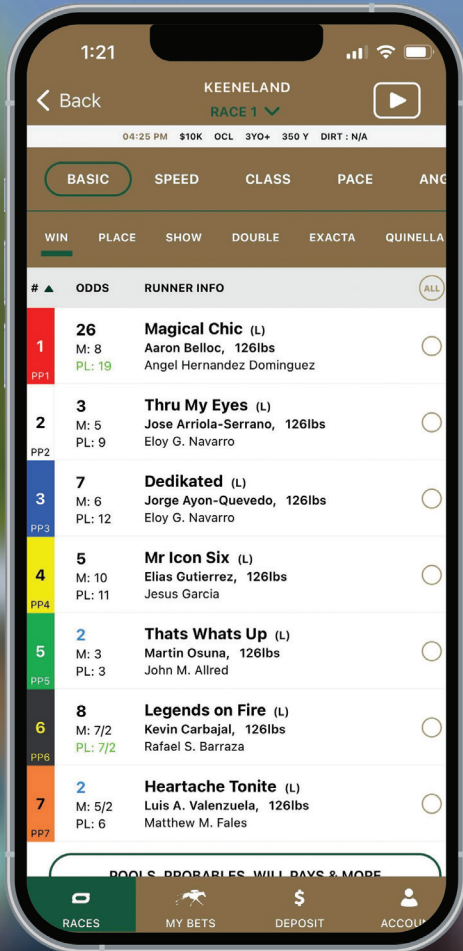 1:21
Back
KEENELAND
RACE 1
04:25 PM $10K OCL 3YO+ 350 Y DIRT : N/A
BASIC SPEED CLASS PACE ANG
WIN PLACE SHOW DOUBLE EXACTA QUINELLA
# ODDS RUNNER INFO ALL
26 Magical Chic (L)
1 M: 8 Aaron Belloc, 126lbs
PP1 PL: 19 Angel Hernandez Dominguez
3 Thru My Eyes (L)
2 M: 5 Jose Arriola-Serrano, 126lbs
PP2 PL: 9 Eloy G. Navarro
7 Dedikated (L)
3 M: 6 Jorge Ayon-Quevedo, 126lbs
PP3 PL: 12 Eloy G. Navarro
5 Mr Icon Six (L)
4 M: 10 Elias Gutierrez, 126lbs
PP4 PL: 11 Jesus Garcia
2 Thats Whats Up (L)
5 M: 3 Martin Osuna, 126lbs
PP5 PL: 3 John M. Allred
8 Legends on Fire (L)
6 M: 7/2 Kevin Carbajal, 126lbs
PP6 PL: 7/2 Rafael S. Barraza
2 Heartache Tonite (L)
7 M: 5/2 Luis A. Valenzuela, 126lbs
PP7 PL: 6 Matthew M. Fales
POOLS, PROBABLES, WILL PAYS & MORE
RACES MY BETS DEPOSIT ACCOUN